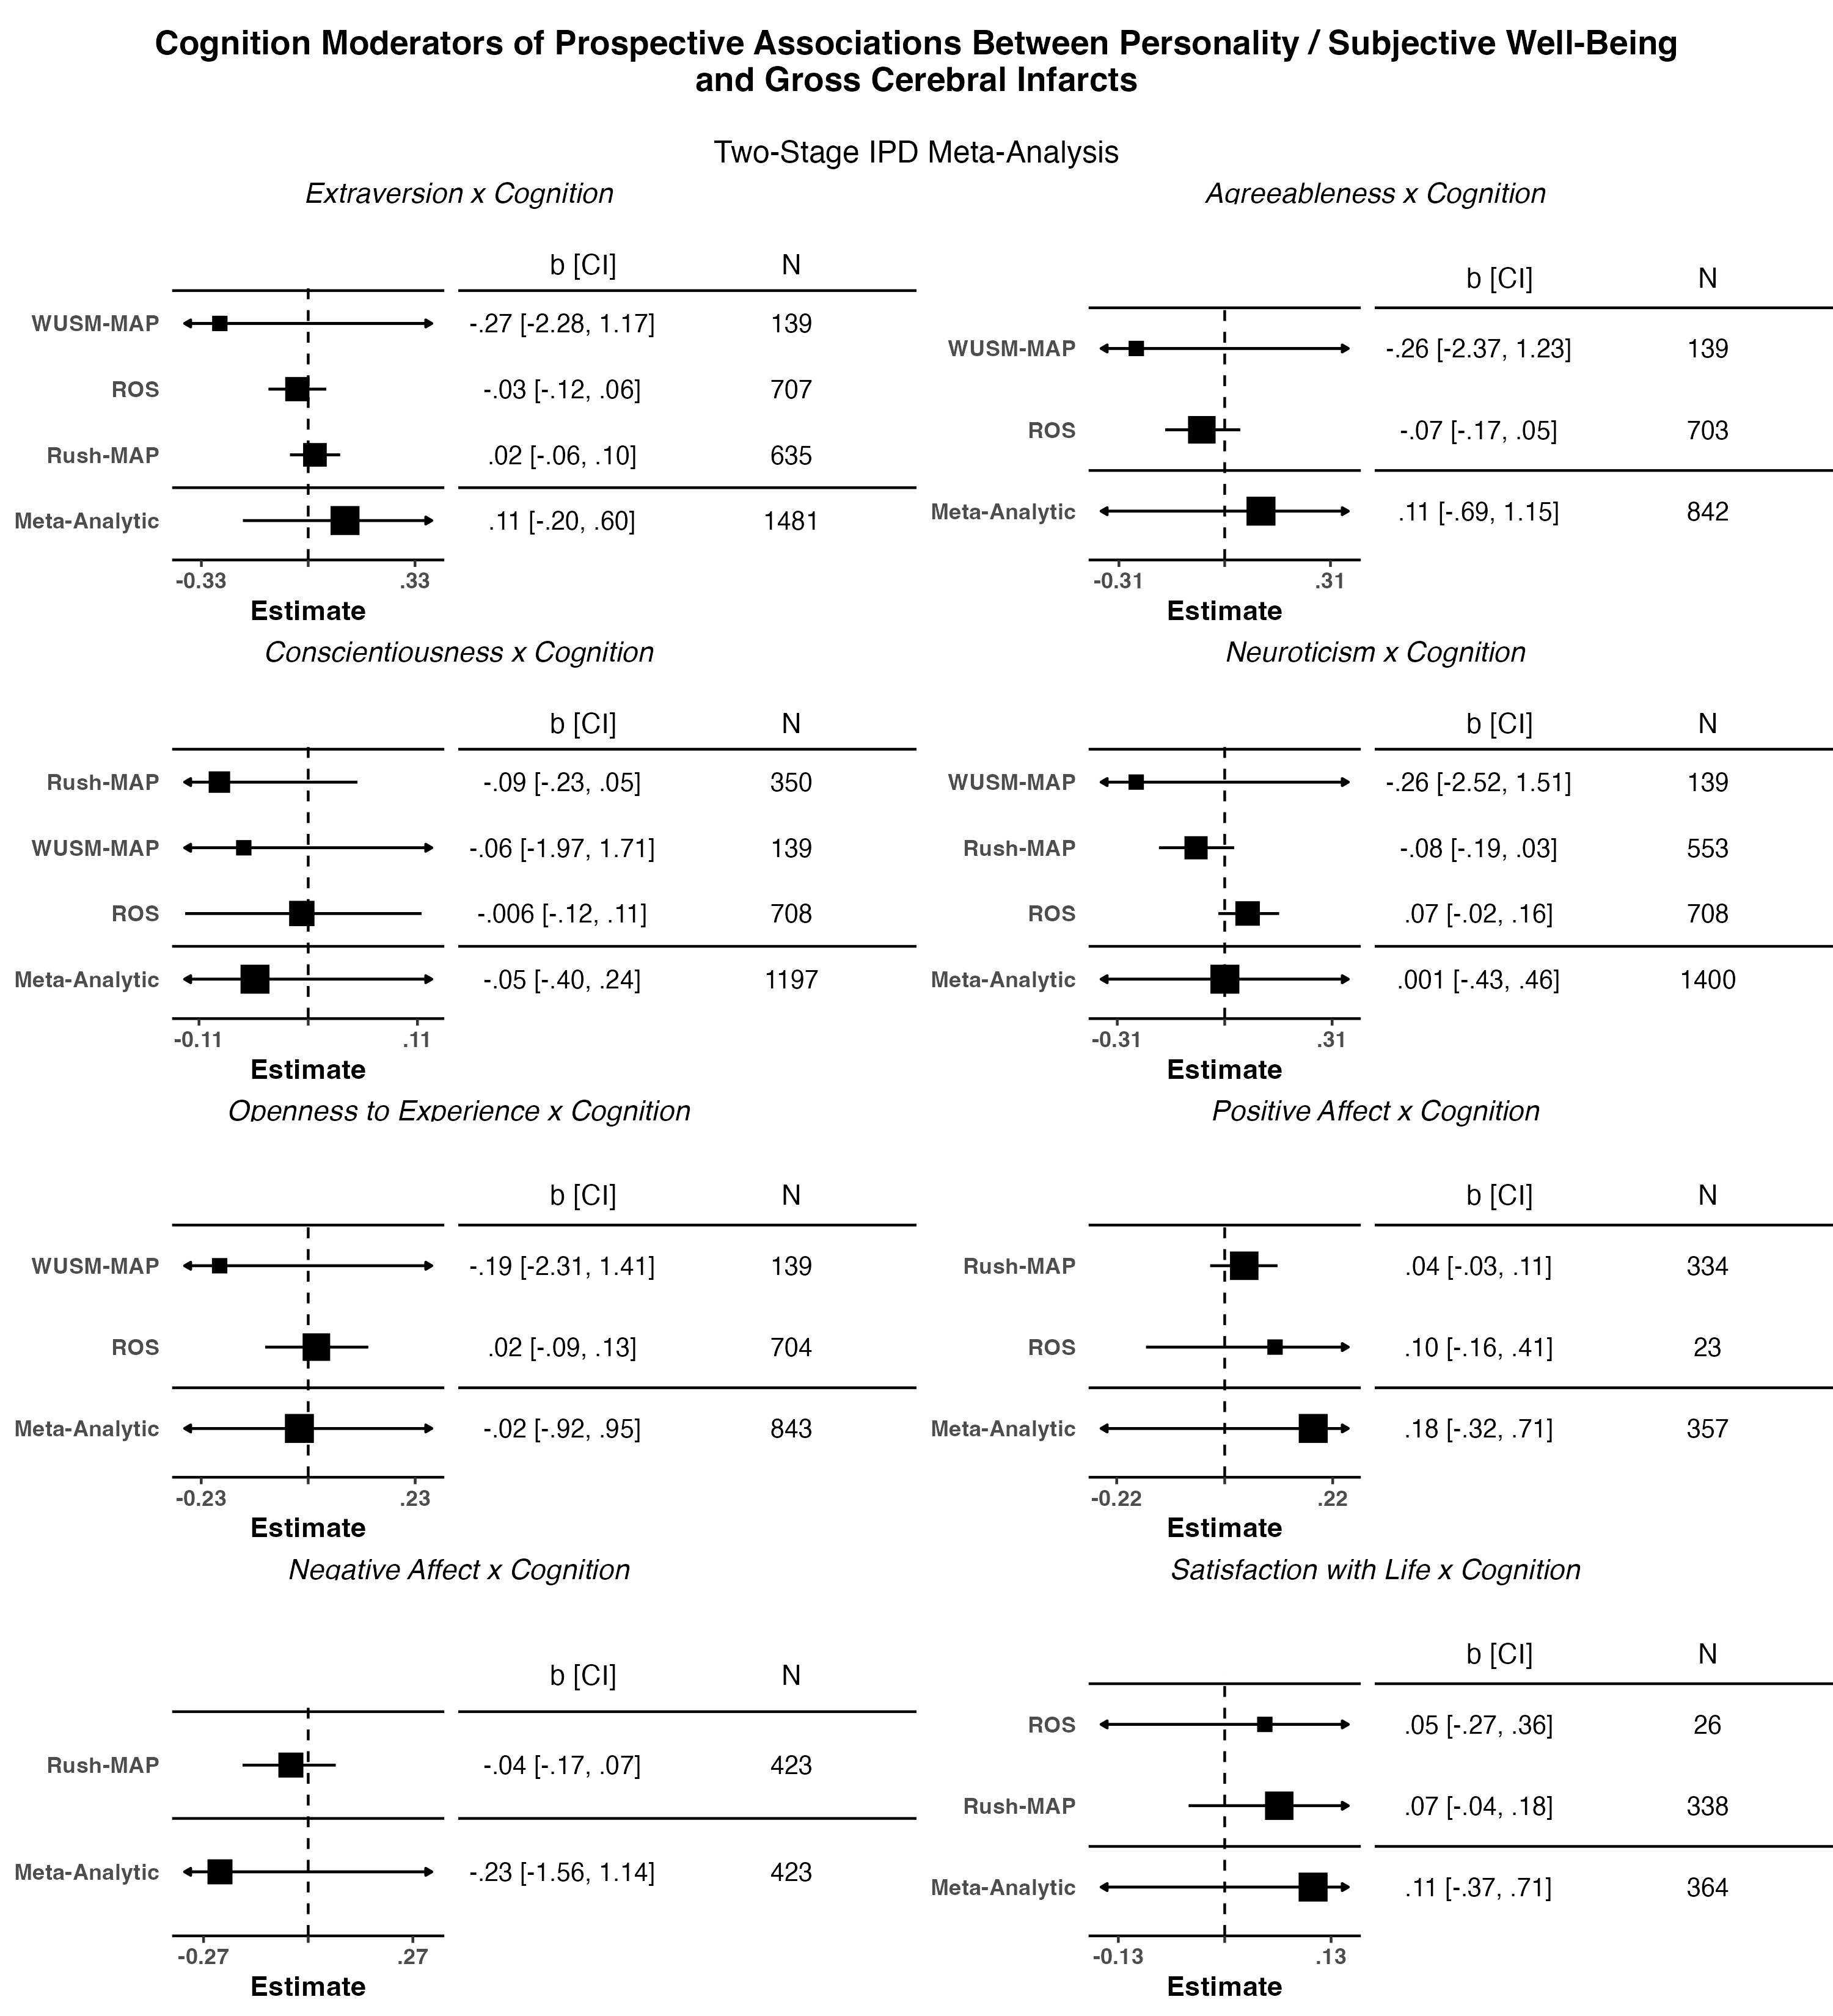 Cognition Moderators of Prospective Associations Between Personality / Subjective Well-Being
and Gross Cerebral Infarcts
Two-Stage IPD Meta-Analysis
Extraversion x Cognition
b [CI] N
WUSM-MAP -.27 [-2.28, 1.17] 139
ROS -.03 [-.12, .06] 707
Rush-MAP .02 [-.06, .10] 635
Meta-Analytic .11 [-.20, .60] 1481
-0.33 .33
Estimate
Agreeableness x Cognition
b [CI] N
WUSM-MAP -.26 [-2.37, 1.23] 139
ROS -.07 [-.17, .05] 703
Meta-Analytic .11 [-.69, 1.15] 842
-0.31 .31
Estimate
Conscientiousness x Cognition
b [CI] N
Rush-MAP -.09 [-.23, .05] 350
WUSM-MAP -.06 [-1.97, 1.71] 139
ROS -.006 [-.12, .11] 708
Meta-Analytic -.05 [-.40, .24] 1197
-0.11 .11
Estimate
Neuroticism x Cognition
b [CI] N
WUSM-MAP -.26 [-2.52, 1.51] 139
Rush-MAP -.08 [-.19, .03] 553
ROS .07 [-.02, .16] 708
Meta-Analytic .001 [-.43, .46] 1400
-0.31 .31
Estimate
Openness to Experience x Cognition
b [CI] N
WUSM-MAP -.19 [-2.31, 1.41] 139
ROS .02 [-.09, .13] 704
Meta-Analytic -.02 [-.92, .95] 843
-0.23 .23
Estimate
Positive Affect x Cognition
b [CI] N
Rush-MAP .04 [-.03, .11] 334
ROS .10 [-.16, .41] 23
Meta-Analytic .18 [-.32, .71] 357
-0.22 .22
Estimate
Negative Affect x Cognition
b [CI] N
Rush-MAP -.04 [-.17, .07] 423
Meta-Analytic -.23 [-1.56, 1.14] 423
-0.27 .27
Estimate
Satisfaction with Life x Cognition
b [CI] N
ROS .05 [-.27, .36] 26
Rush-MAP .07 [-.04, .18] 338
Meta-Analytic .11 [-.37, .71] 364
-0.13 .13
Estimate